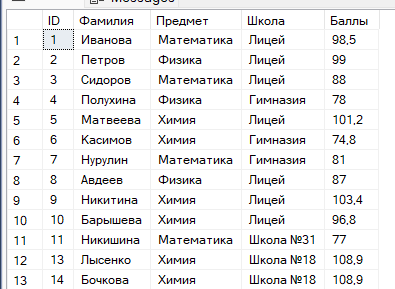 ID Фамилия Предмет Школа Баллы
1 1 Иванова Математика Лицей 98,5
2 2 Петров Физика Лицей 99
3 3 Сидоров Математика Лицей 88
4 4 Полухина Физика Гимназия 78
5 5 Матвеева Химия Лицей 101,2
6 6 Касимов Химия Гимназия 74,8
7 7 Нурулин Математика Гимназия 81
8 8 Авдеев Физика Лицей 87
9 9 Никитина Химия Лицей 103,4
10 10 Барышева Химия Лицей 96,8
11 11 Никишина Математика Школа №31 77
12 13 Лысенко Химия Школа №18 108,9
13 14 Бочкова Химия Школа №18 108,9